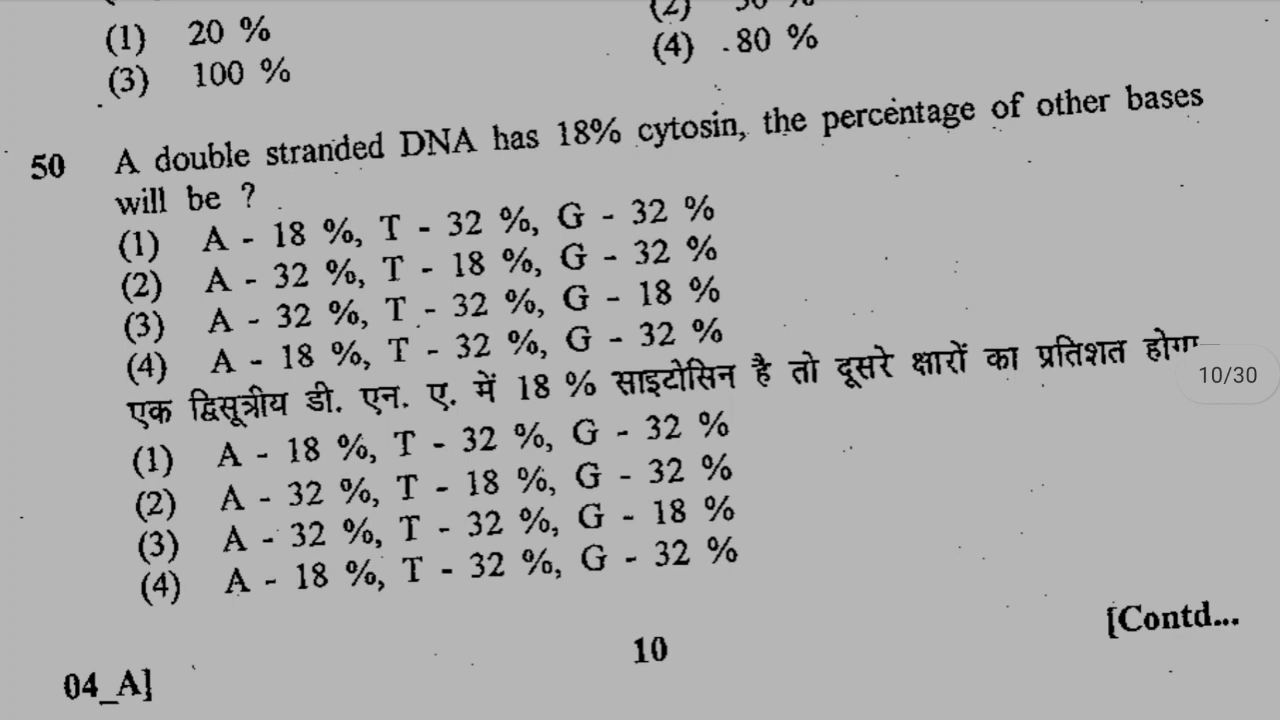 (1) 20 %
(2)
(3) 100 %
(4) 80 %
50 A double stranded DNA has 18% cytosin, the percentage of other bases
will be ?
(1) A - 18 %, T - 32 %, G - 32 %
(2) A - 32 %, T - 18 %, G - 32 %
(3) A - 32 %, T - 32 %, G - 18 %
(4) A - 18 %, T - 32 %, G - 32 %
एक द्विसूत्रीय डी. एन. ए. में 18 % साइटोसिन है तो दूसरे क्षारों का प्रतिशत होगा
10/30
(1) A - 18 %, T - 32 %, G - 32 %
(2) A - 32 %, T - 18 %, G - 32 %
(3) A - 32 %, T - 32 %, G - 18 %
(4) A - 18 %, T - 32 %, G - 32 %
04_A]
10
[Contd...